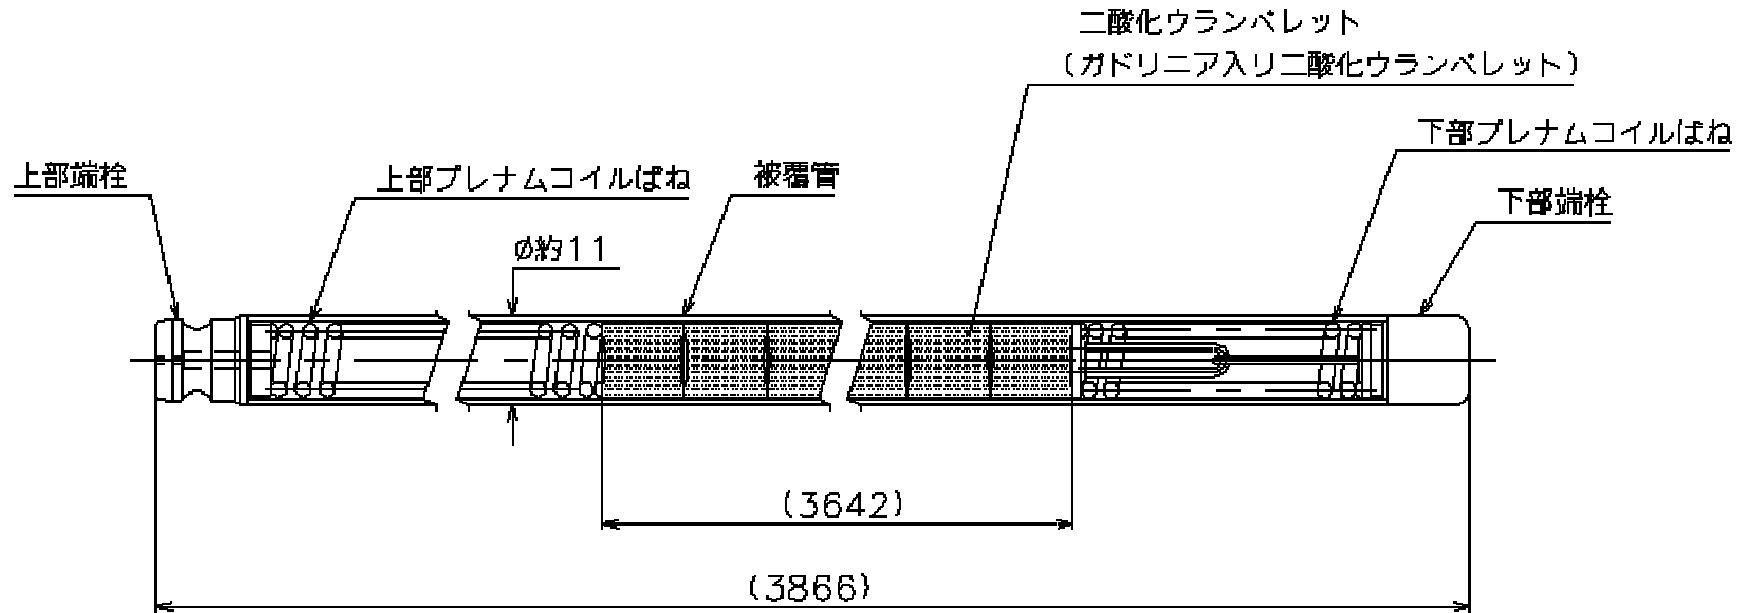 二酸化ウランペレット
(ガドリニア入り二酸化ウランペレット)
下部プレナムコイルばね
上部端栓
上部プレナムコイルばね
被覆管
下部端栓
φ約11
(3642)
(3866)